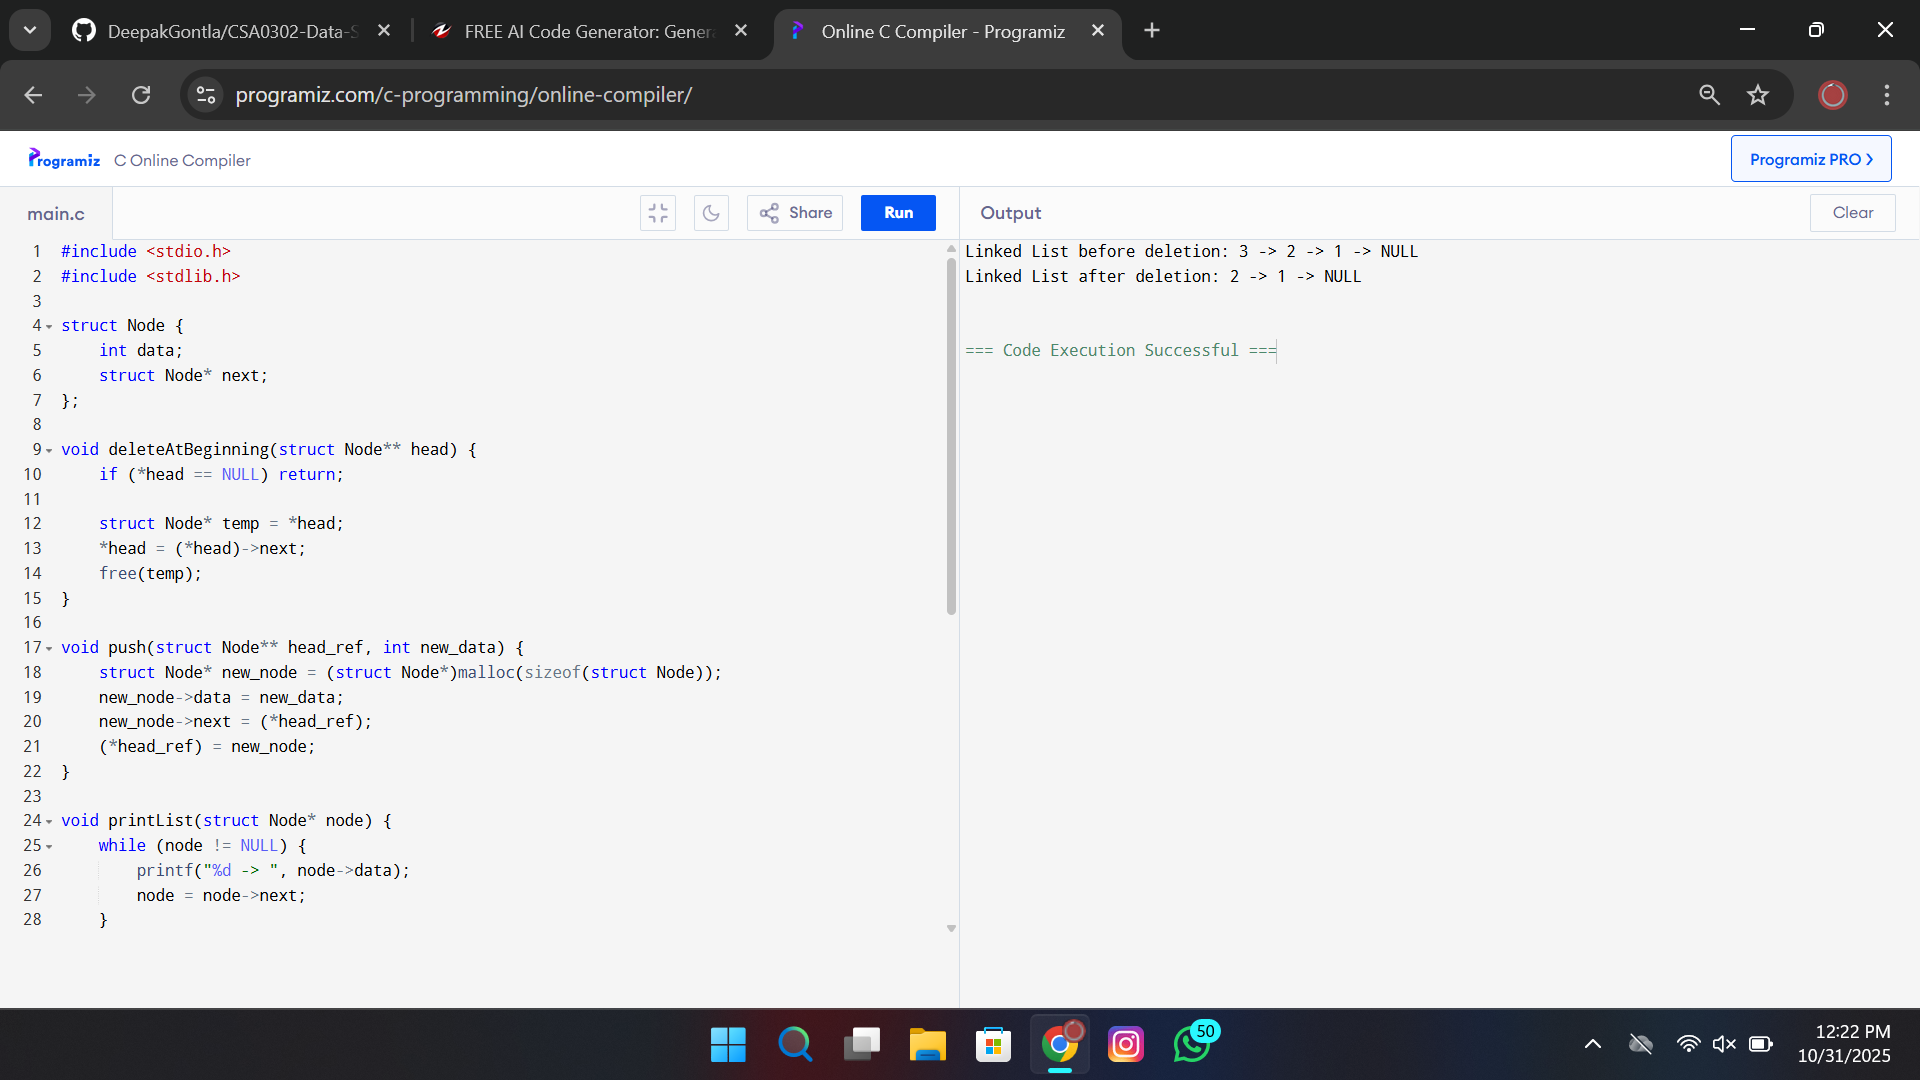 DeepakGontla/CSA0302-Data-S
FREE AI Code Generator: Genera
Online C Compiler - Programiz
programiz.com/c-programming/online-compiler/
Programiz C Online Compiler
Programiz PRO
main.c
Share
Run
Output
Clear
1 #include <stdio.h>
2 #include <stdlib.h>
3
4 struct Node {
5 int data;
6 struct Node* next;
7 };
8
9 void deleteAtBeginning(struct Node** head) {
10 if (*head == NULL) return;
11
12 struct Node* temp = *head;
13 *head = (*head)->next;
14 free(temp);
15 }
16
17 void push(struct Node** head_ref, int new_data) {
18 struct Node* new_node = (struct Node*)malloc(sizeof(struct Node));
19 new_node->data = new_data;
20 new_node->next = (*head_ref);
21 (*head_ref) = new_node;
22 }
23
24 void printList(struct Node* node) {
25 while (node != NULL) {
26 printf("%d -> ", node->data);
27 node = node->next;
28 }
Linked List before deletion: 3 -> 2 -> 1 -> NULL
Linked List after deletion: 2 -> 1 -> NULL
=== Code Execution Successful ===
50
12:22 PM
10/31/2025